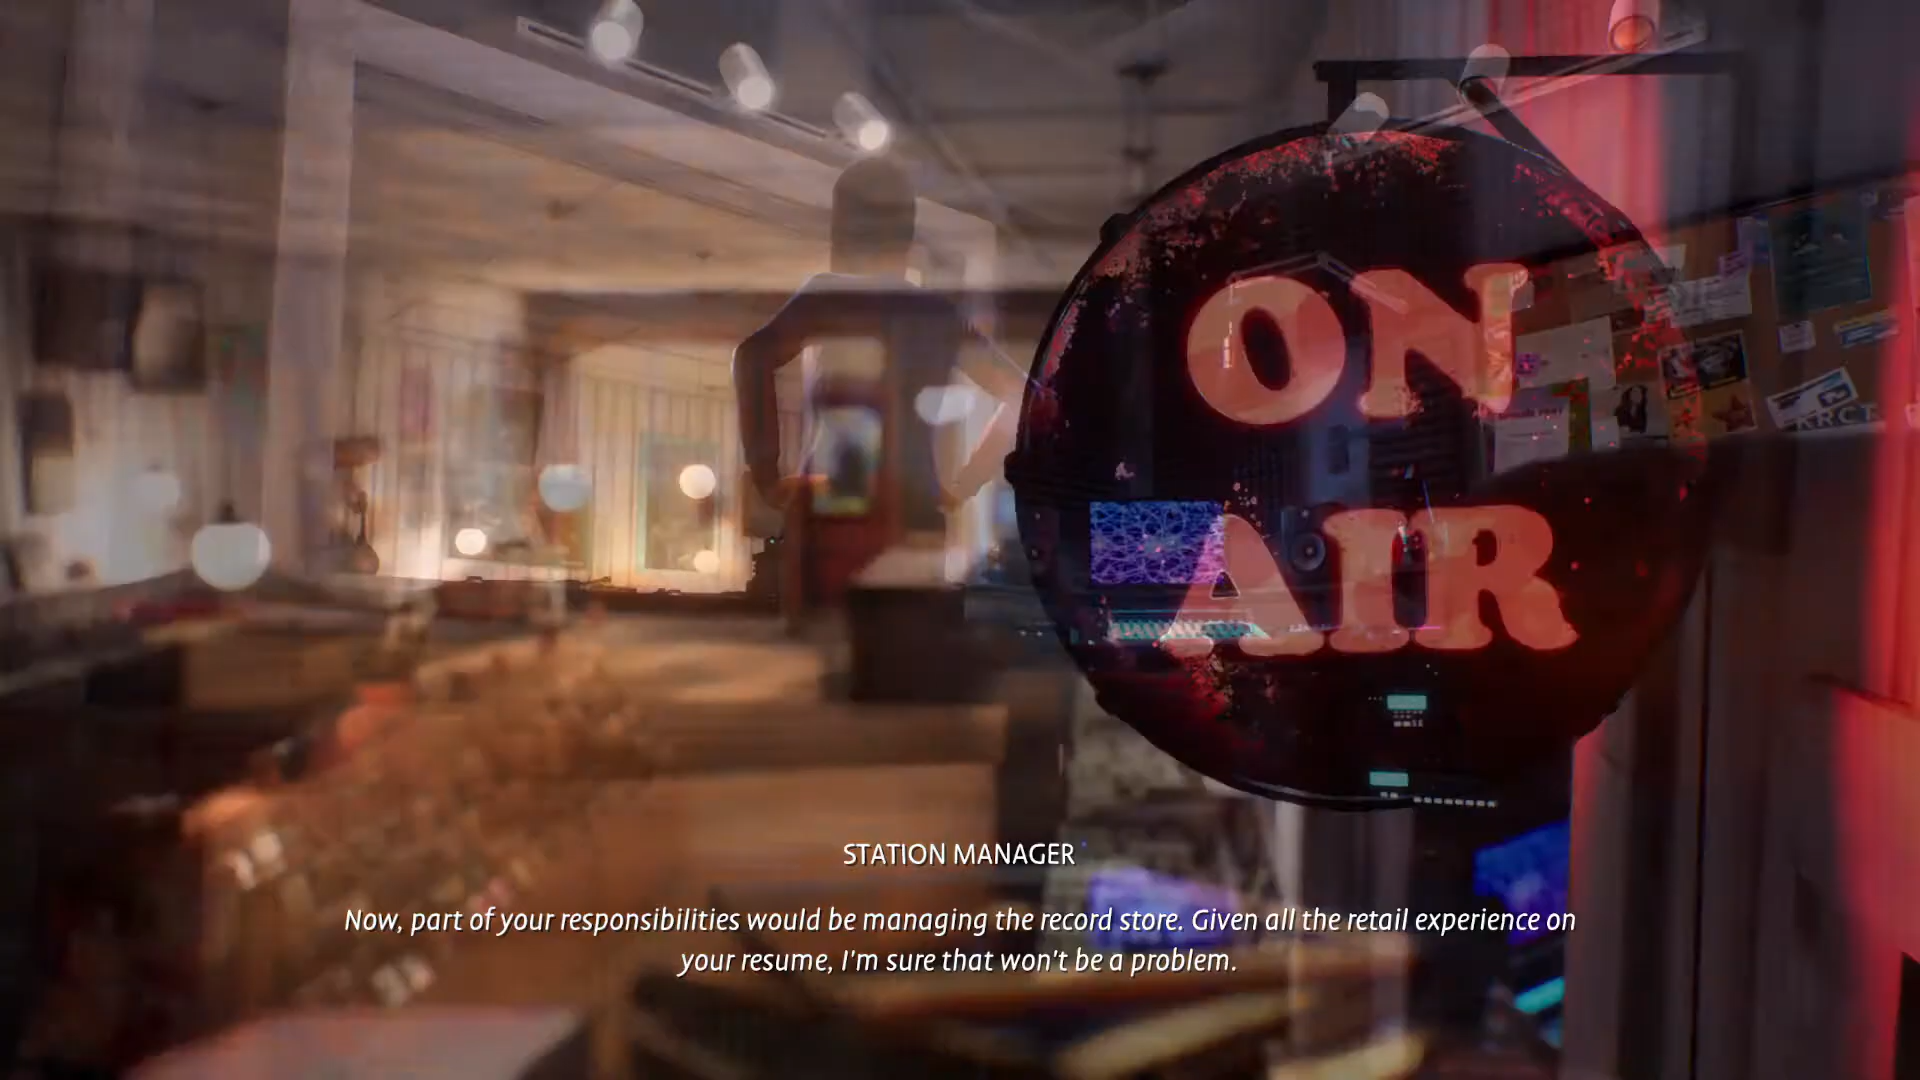 ON
AIR
KRCT
STATION MANAGER
Now, part of your responsibilities would be managing the record store. Given all the retail experience on
your resume, I'm sure that won't be a problem.